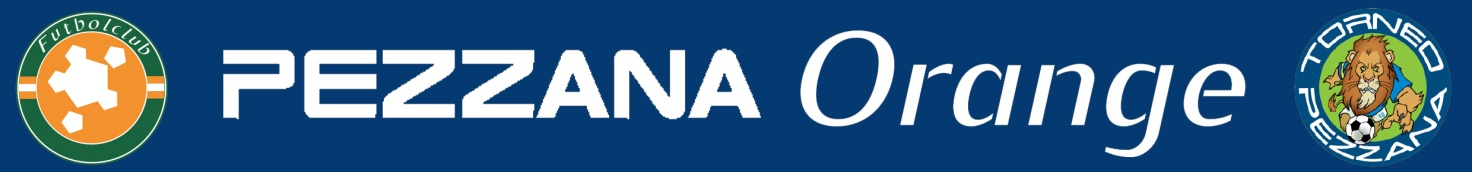 Futbolclub
PEZZANA Orange
TORNEO
PEZZANA